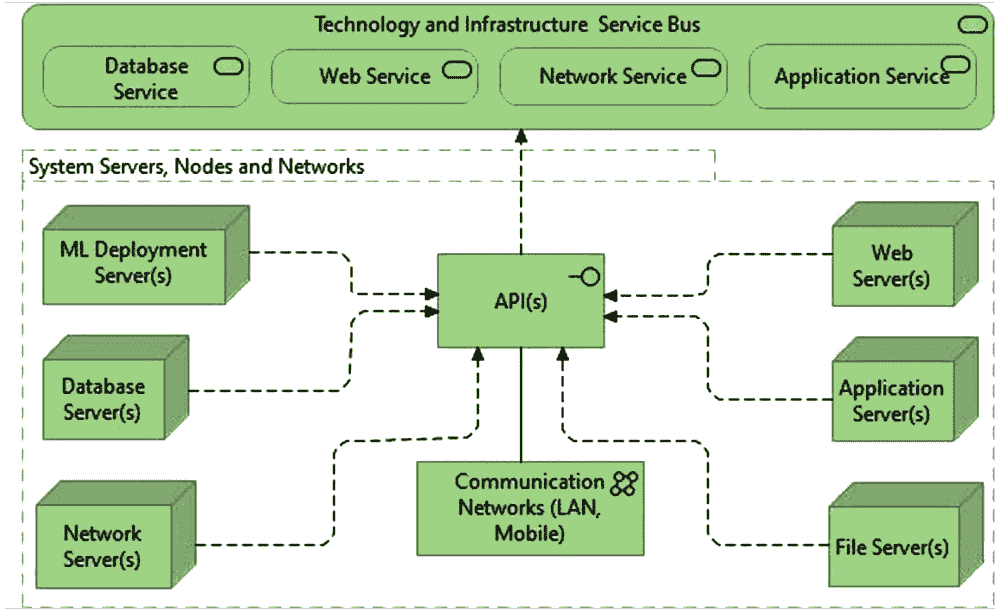 Technology and Infrastructure Service Bus
Database
Service
Web Service
Network Service
Application Service
System Servers, Nodes and Networks
ML Deployment
Server(s)
Web
Server(s)
API(s)
Database
Server(s)
Application
Server(s)
Communication
Networks (LAN,
Mobile)
Network
Server(s)
File Server(s)